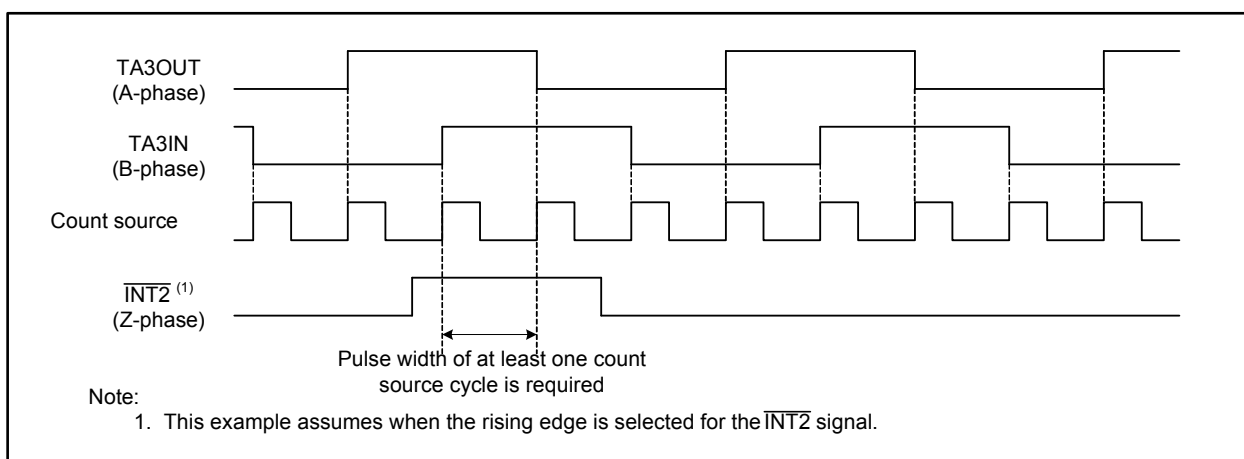 TA3OUT
(A-phase)
TA3IN
(B-phase)
Count source
INT2 (1)
(Z-phase)
Pulse width of at least one count
source cycle is required
Note:
1. This example assumes when the rising edge is selected for the INT2 signal.